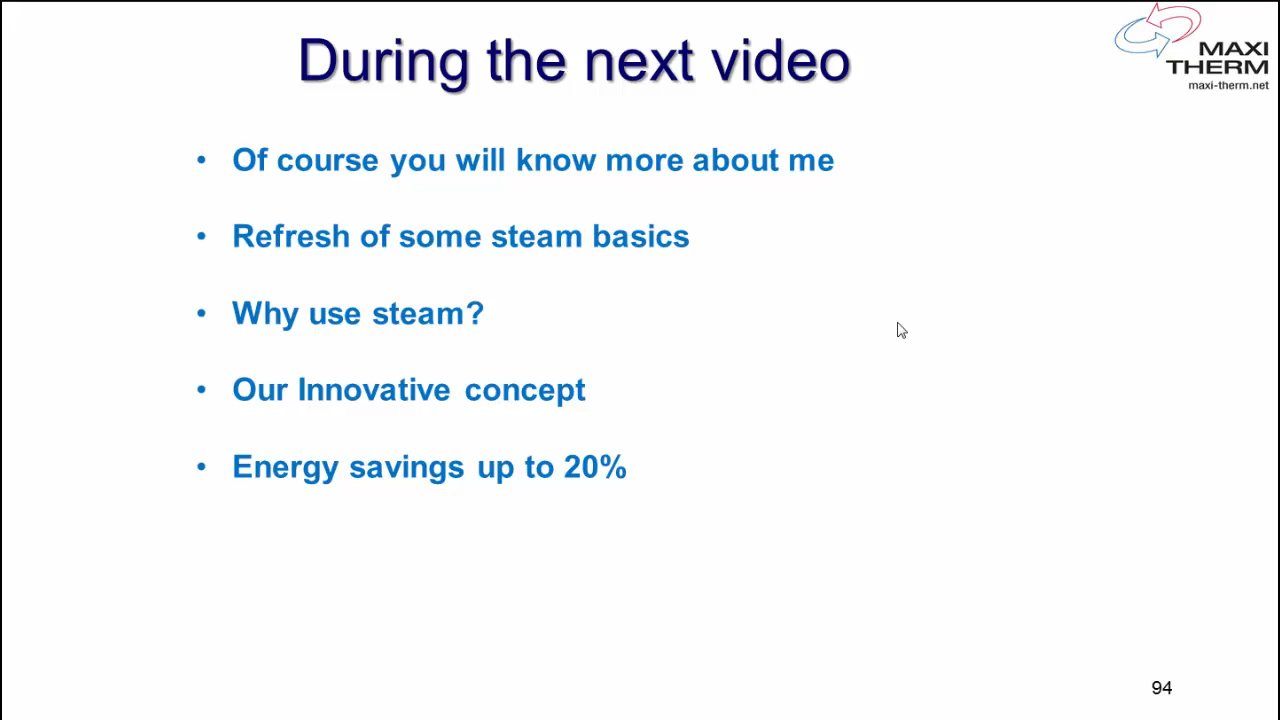 During the next video
MAXI
THERM
maxi-therm.net
• Of course you will know more about me
• Refresh of some steam basics
• Why use steam?
• Our Innovative concept
• Energy savings up to 20%
94